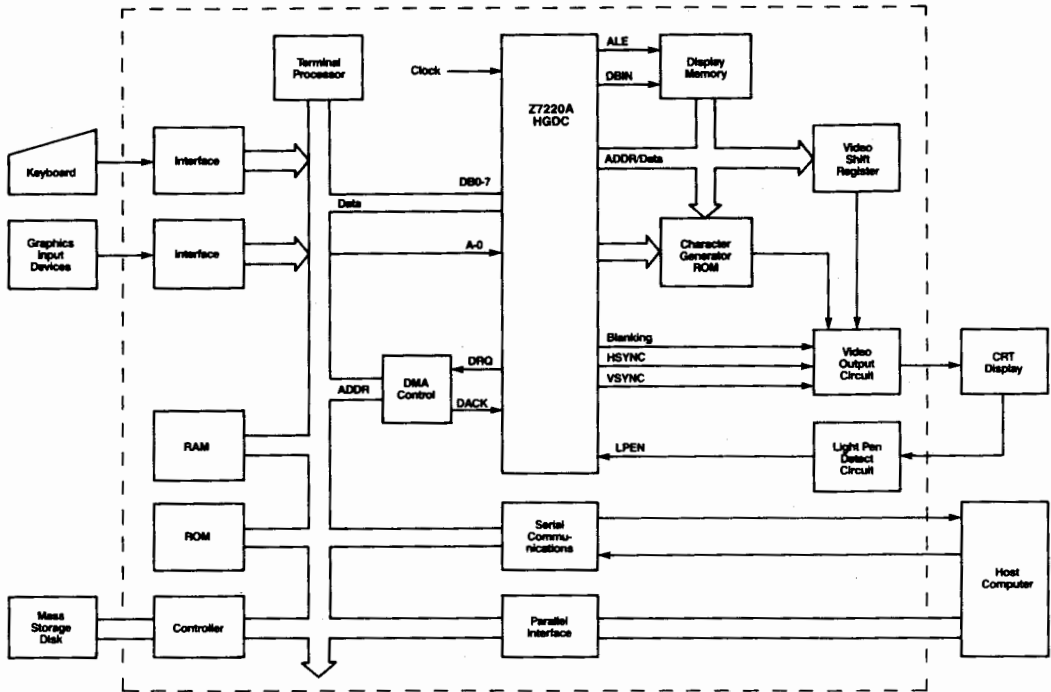 Terminal
Processor
Clock
Z7220A
HGDC
ALE
DBIN
Display
Memory
Keyboard
Interface
DB0-7
Data
ADDR/Data
Video
Shift
Register
Graphics
Input
Devices
Interface
A-0
Character
Generator
ROM
Blanking
HSYNC
VSYNC
Video
Output
Circuit
CRT
Display
DRQ
ADDR
DMA
Control
DACK
RAM
LPEN
Light Pen
Detect
Circuit
ROM
Serial
Commu-
nications
Host
Computer
Mass
Storage
Disk
Controller
Parallel
Interface